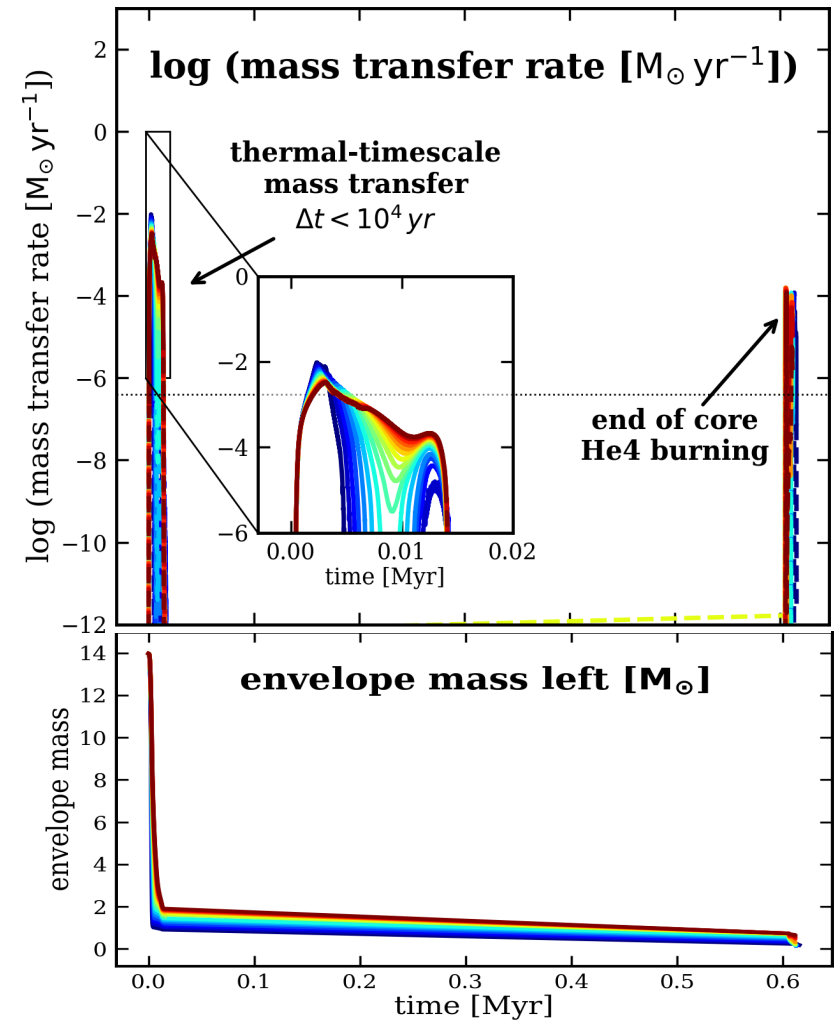 log (mass transfer rate [M⊙ yr−1])
log (mass transfer rate [M⊙ yr−1])
2
0
−2
−4
−6
−8
−10
−12
thermal-timescale
mass transfer
Δt < 10⁴ yr
0
−2
−4
−6
0.00
0.01
0.02
time [Myr]
end of core
He4 burning
envelope mass left [M⊙]
envelope mass
14
12
10
8
6
4
2
0
0.0
0.1
0.2
0.3
0.4
0.5
0.6
time [Myr]